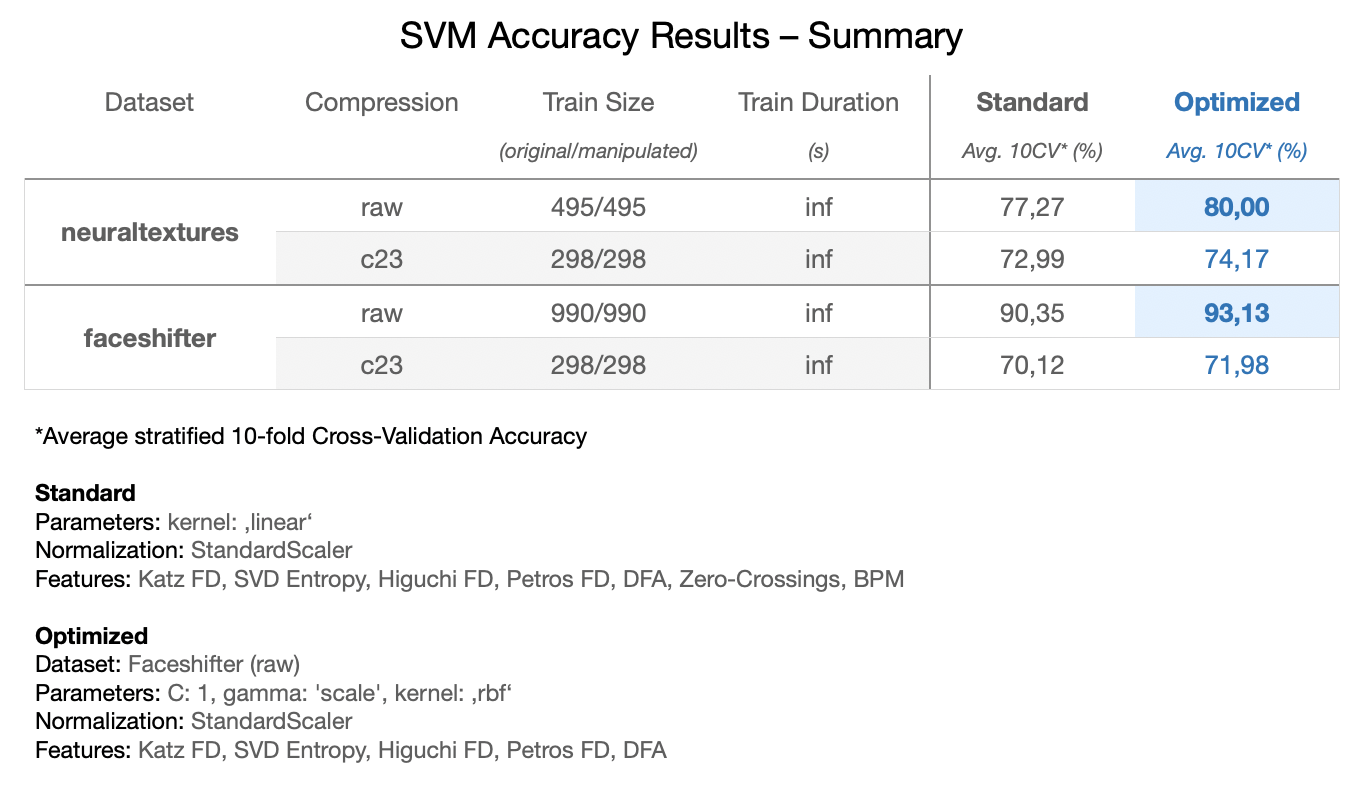 SVM Accuracy Results – Summary
Dataset Compression Train Size Train Duration Standard Optimized
(original/manipulated) (s) Avg. 10CV* (%) Avg. 10CV* (%)
neuraltextures
raw 495/495 inf 77,27 80,00
c23 298/298 inf 72,99 74,17
faceshifter
raw 990/990 inf 90,35 93,13
c23 298/298 inf 70,12 71,98
*Average stratified 10-fold Cross-Validation Accuracy
Standard
Parameters: kernel: ‚linear‘
Normalization: StandardScaler
Features: Katz FD, SVD Entropy, Higuchi FD, Petros FD, DFA, Zero-Crossings, BPM
Optimized
Dataset: Faceshifter (raw)
Parameters: C: 1, gamma: 'scale', kernel: ‚rbf‘
Normalization: StandardScaler
Features: Katz FD, SVD Entropy, Higuchi FD, Petros FD, DFA